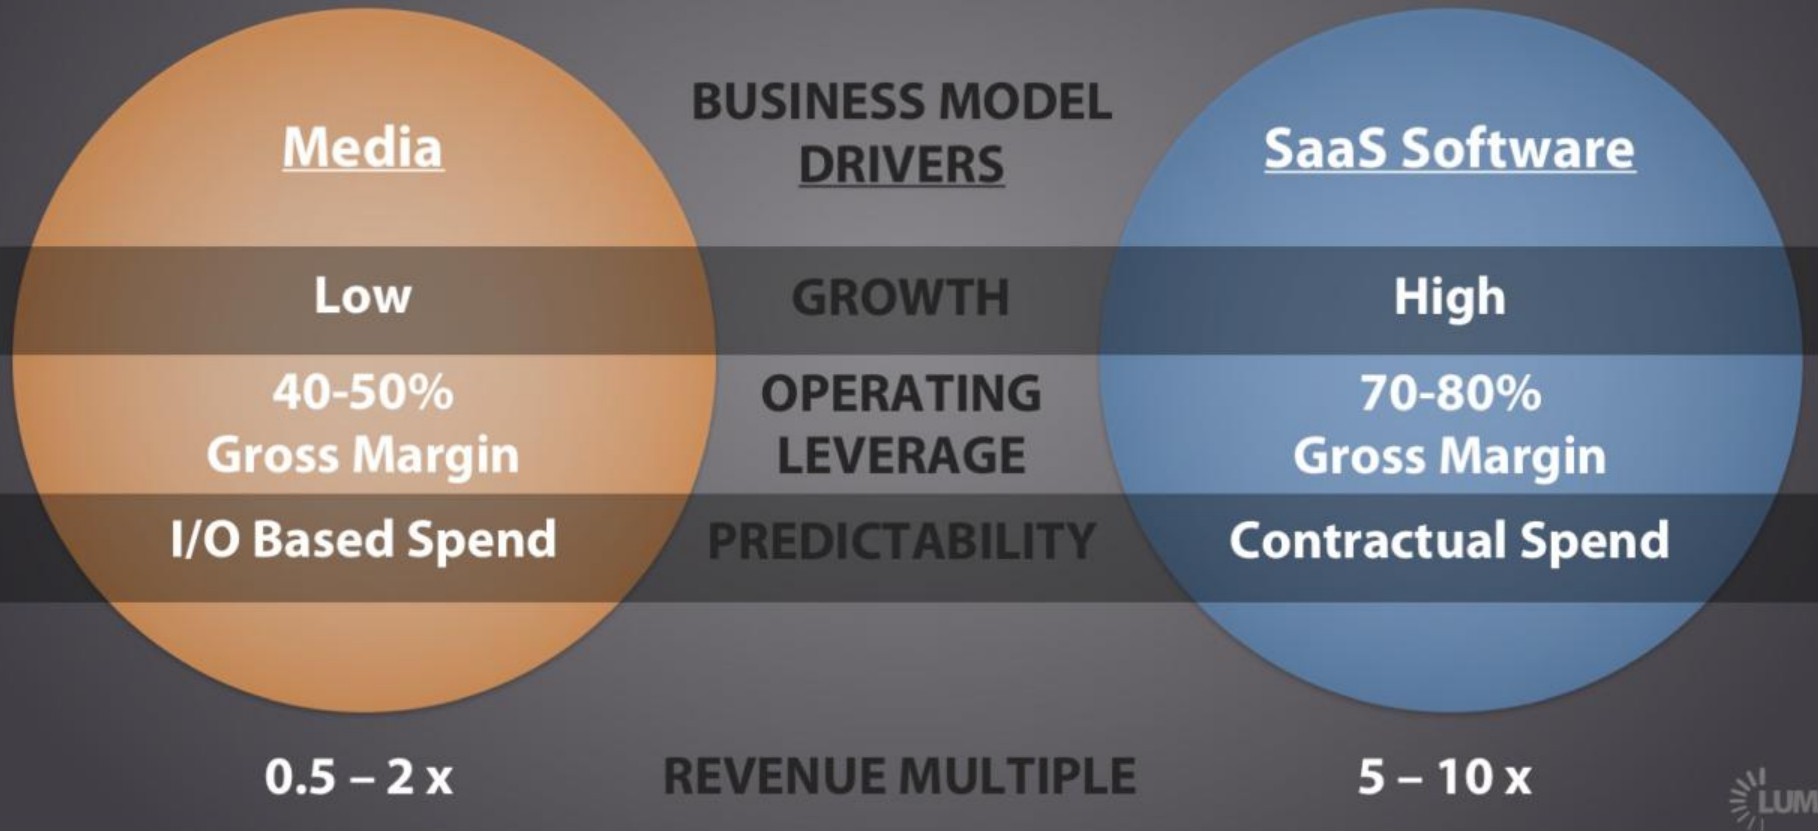 BUSINESS MODEL
Media
DRIVERS
SaaS Software
Low
GROWTH
High
40-50%
OPERATING
70-80%
Gross Margin
LEVERAGE
Gross Margin
I/O Based Spend
PREDICTABILITY
Contractual Spend
0.5 – 2 x
REVENUE MULTIPLE
5 – 10 x
LUM